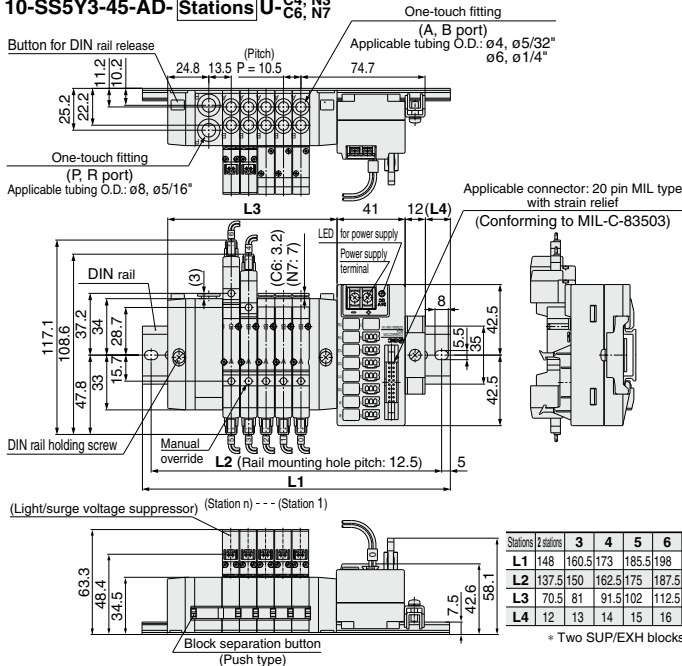 10-SS5Y3-45-AD- Stations U- C4, N3
C6, N7
One-touch fitting
(A, B port)
Applicable tubing O.D.: ø4, ø5/32"
ø6, ø1/4"
Button for DIN rail release
(Pitch)
24.8 13.5 P = 10.5 74.7
11.2
10.2
25.2
22.2
One-touch fitting
(P, R port)
Applicable tubing O.D.: ø8, ø5/16"
Applicable connector: 20 pin MIL type
with strain relief
(Conforming to MIL-C-83503)
L3 41 12 (L4)
LED for power supply
Power supply
terminal
DIN rail
(3)
(C6: 3.2)
(N7: 7)
8
117.1
108.6
37.2
34
28.7
15.7
47.8
33
5.5
35
42.5
42.5
DIN rail holding screw
Manual
override
L2 (Rail mounting hole pitch: 12.5) 5
L1
(Light/surge voltage suppressor) (Station n) - - - (Station 1)
63.3
48.4
34.5
7.5
42.6
58.1
Block separation button
(Push type)
Stations 2 stations 3 4 5 6
L1 148 160.5 173 185.5 198
L2 137.5 150 162.5 175 187.5
L3 70.5 81 91.5 102 112.5
L4 12 13 14 15 16
* Two SUP/EXH blocks